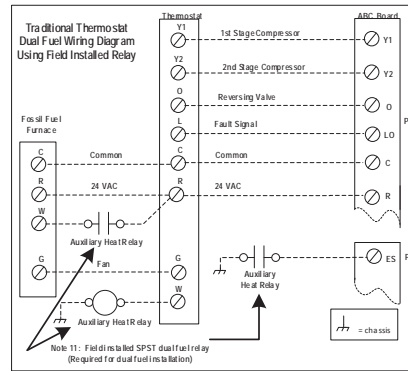 Traditional Thermostat
Dual Fuel Wiring Diagram
Using Field Installed Relay
Thermostat
ABC Board
Y1
1st Stage Compressor
Y1
Y2
2nd Stage Compressor
Y2
O
Reversing Valve
O
L
Fault Signal
LO
P
Fossil Fuel
Furnace
C
Common
C
Common
C
R
24 VAC
R
24 VAC
R
W
Auxiliary Heat Relay
G
Fan
G
ES
P
Auxiliary
Heat Relay
W
Auxiliary Heat Relay
Note 11: Field installed SPST dual fuel relay
(Required for dual fuel installation)
= chassis